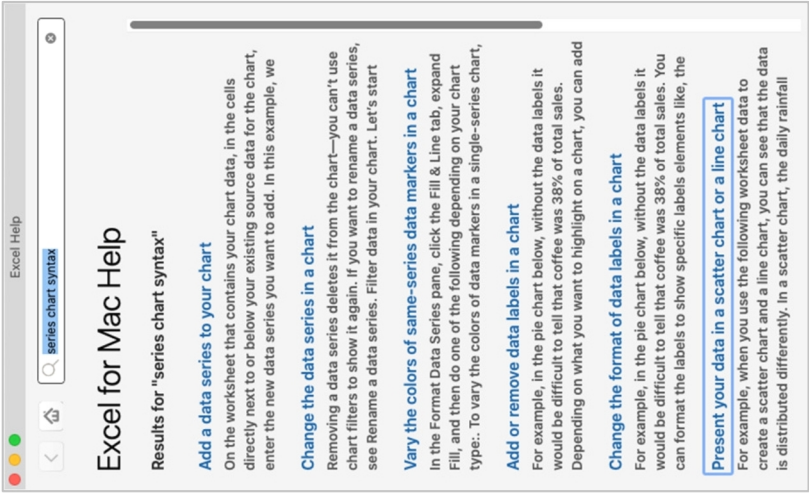 Excel Help
series chart syntax
Excel for Mac Help
Results for "series chart syntax"
Add a data series to your chart
On the worksheet that contains your chart data, in the cells
directly next to or below your existing source data for the chart,
enter the new data series you want to add. In this example, we
Change the data series in a chart
Removing a data series deletes it from the chart—you can't use
chart filters to show it again. If you want to rename a data series,
see Rename a data series. Filter data in your chart. Let's start
Vary the colors of same-series data markers in a chart
In the Format Data Series pane, click the Fill & Line tab, expand
Fill, and then do one of the following depending on your chart
type:. To vary the colors of data markers in a single-series chart,
Add or remove data labels in a chart
For example, in the pie chart below, without the data labels it
would be difficult to tell that coffee was 38% of total sales.
Depending on what you want to highlight on a chart, you can add
Change the format of data labels in a chart
For example, in the pie chart below, without the data labels it
would be difficult to tell that coffee was 38% of total sales. You
can format the labels to show specific labels elements like, the
Present your data in a scatter chart or a line chart
For example, when you use the following worksheet data to
create a scatter chart and a line chart, you can see that the data
is distributed differently. In a scatter chart, the daily rainfall